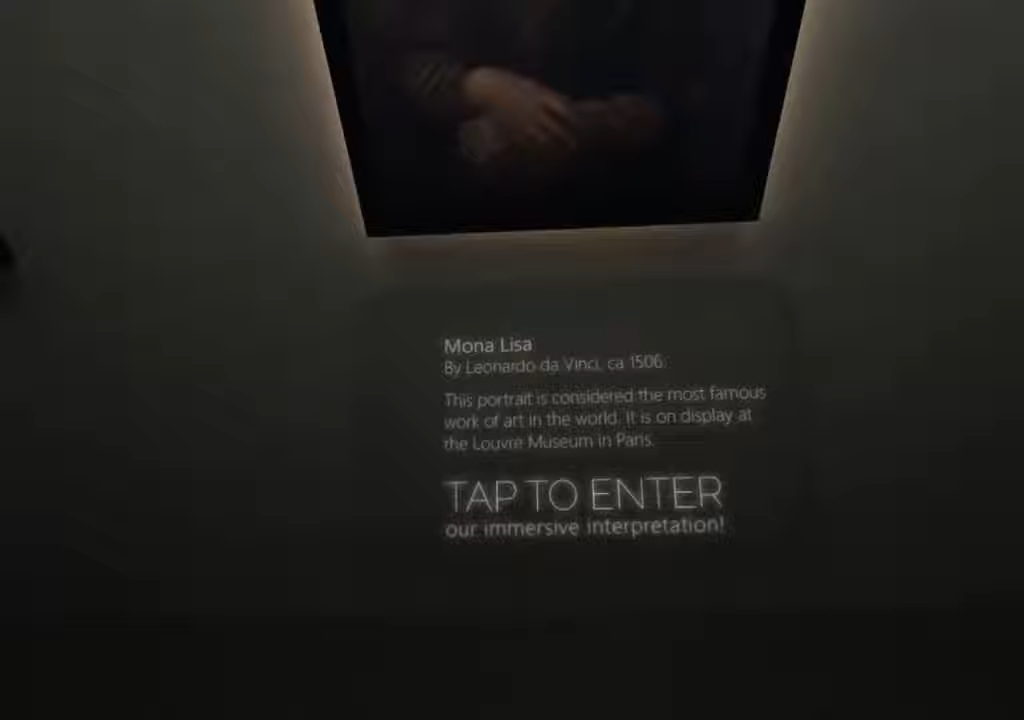 Mona Lisa
By Leonardo da Vinci, ca 1506.
This portrait is considered the most famous
work of art in the world. It is on display at
the Louvre Museum in Paris.
TAP TO ENTER
our immersive interpretation!